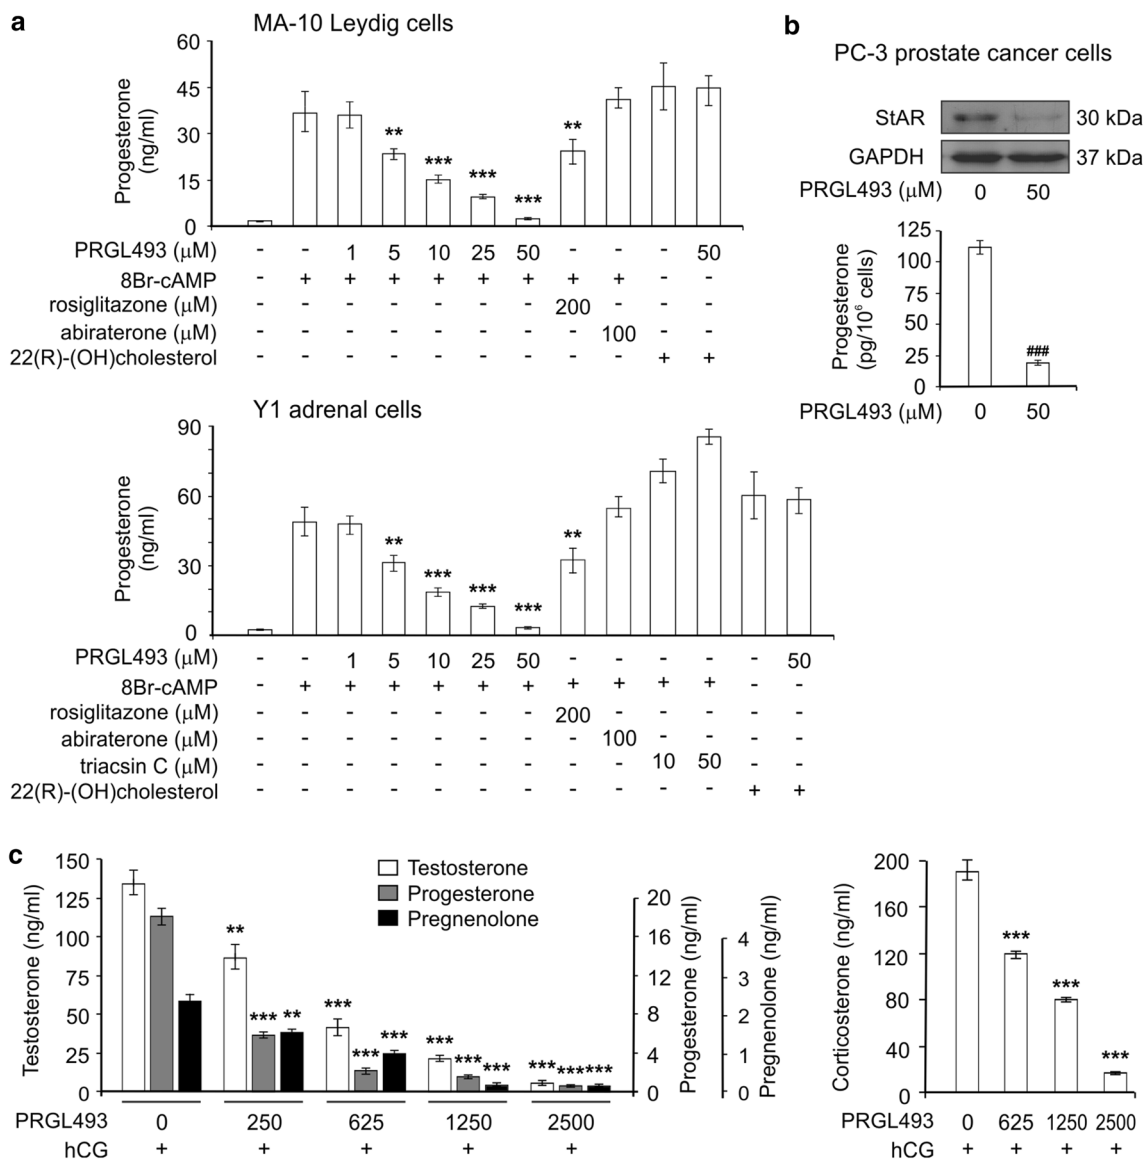 a
MA-10 Leydig cells
60
45
30
15
0
Progesterone
(ng/ml)
** *** *** *** **
PRGL493 (μM) - - 1 5 10 25 50 - - - 50
8Br-cAMP - + + + + + + + + - -
rosiglitazone (μM) - - - - - - - 200 - - -
abiraterone (μM) - - - - - - - - 100 - -
22(R)-(OH)cholesterol - - - - - - - - - + +
Y1 adrenal cells
90
60
30
0
Progesterone
(ng/ml)
** *** *** *** **
PRGL493 (μM) - - 1 5 10 25 50 - - - - - 50
8Br-cAMP - + + + + + + + + + + - -
rosiglitazone (μM) - - - - - - - 200 - - - - -
abiraterone (μM) - - - - - - - - 100 - - - -
triacsin C (μM) - - - - - - - - - 10 50 - -
22(R)-(OH)cholesterol - - - - - - - - - - - + +
b
PC-3 prostate cancer cells
StAR 30 kDa
GAPDH 37 kDa
PRGL493 (μM) 0 50
125
100
75
50
25
0
Progesterone
(pg/10⁶ cells)
###
PRGL493 (μM) 0 50
c
150
125
100
75
50
25
0
Testosterone (ng/ml)
Testosterone
Progesterone
Pregnenolone
** *** ** *** *** *** *** *** *** *** *** ***
20
16
12
8
4
0
Progesterone (ng/ml)
4
3
2
1
0
Pregnenolone (ng/ml)
PRGL493 0 250 625 1250 2500
hCG + + + + +
200
160
120
80
40
0
Corticosterone (ng/ml)
*** *** ***
PRGL493 0 625 1250 2500
hCG + + + +